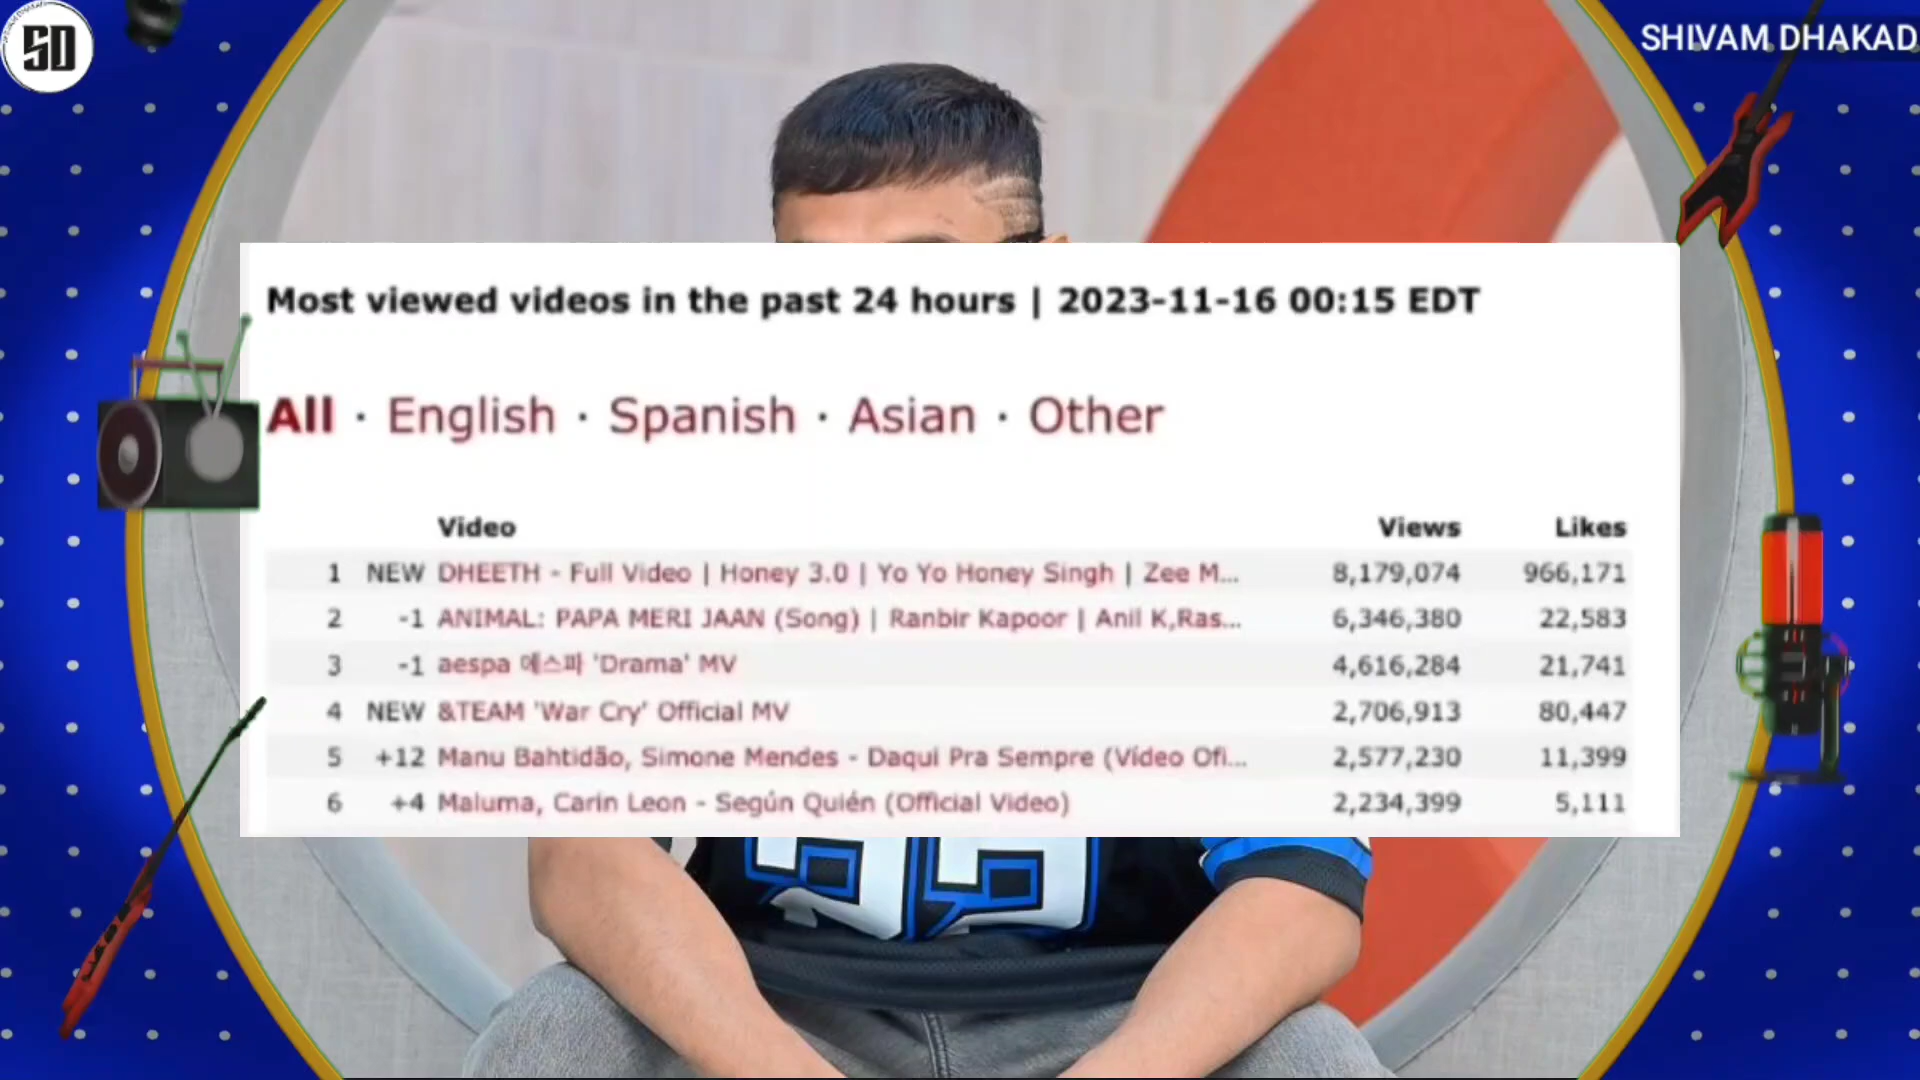 SD
SHIVAM DHAKAD
Most viewed videos in the past 24 hours | 2023-11-16 00:15 EDT
All · English · Spanish · Asian · Other
Video Views Likes
1 NEW DHEETH - Full Video | Honey 3.0 | Yo Yo Honey Singh | Zee M... 8,179,074 966,171
2 -1 ANIMAL: PAPA MERI JAAN (Song) | Ranbir Kapoor | Anil K,Ras... 6,346,380 22,583
3 -1 aespa 에스파 'Drama' MV 4,616,284 21,741
4 NEW &TEAM 'War Cry' Official MV 2,706,913 80,447
5 +12 Manu Bahtidão, Simone Mendes - Daqui Pra Sempre (Vídeo Ofi... 2,577,230 11,399
6 +4 Maluma, Carin Leon - Según Quién (Official Video) 2,234,399 5,111